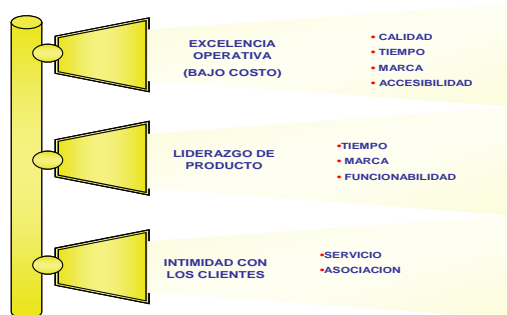 EXCELENCIA
OPERATIVA
(BAJO COSTO)
• CALIDAD
• TIEMPO
• MARCA
• ACCESIBILIDAD
LIDERAZGO DE
PRODUCTO
•TIEMPO
• MARCA
• FUNCIONABILIDAD
INTIMIDAD CON
LOS CLIENTES
•SERVICIO
•ASOCIACION